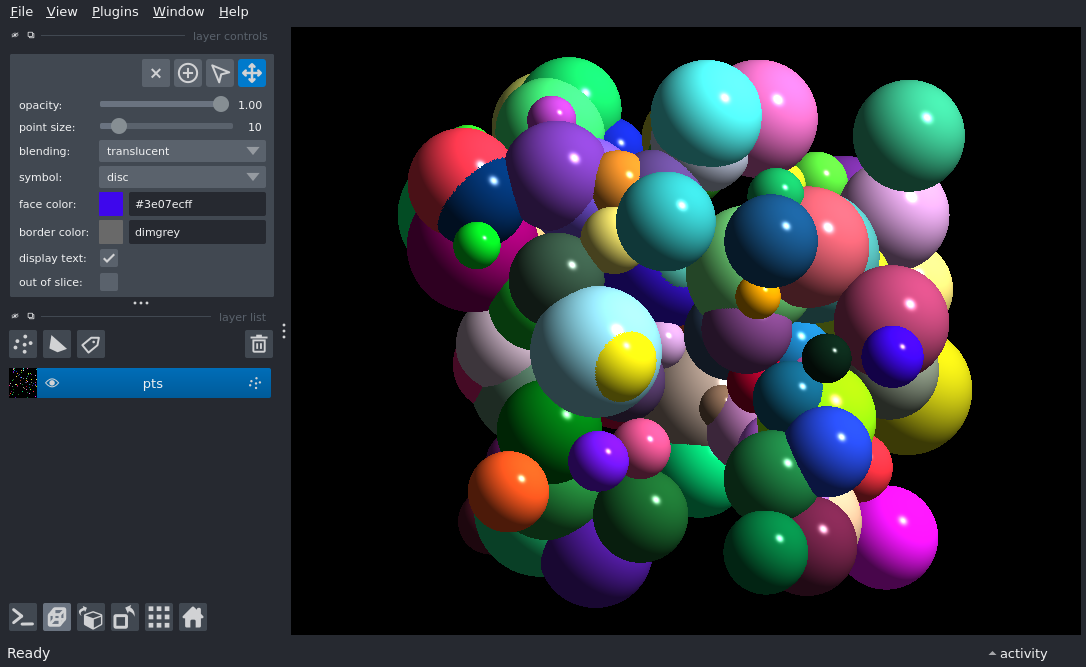 File View Plugins Window Help
layer controls
opacity: 1.00
point size: 10
blending: translucent
symbol: disc
face color: #3e07ecff
border color: dimgrey
display text:
out of slice:
layer list
pts
Ready
activity